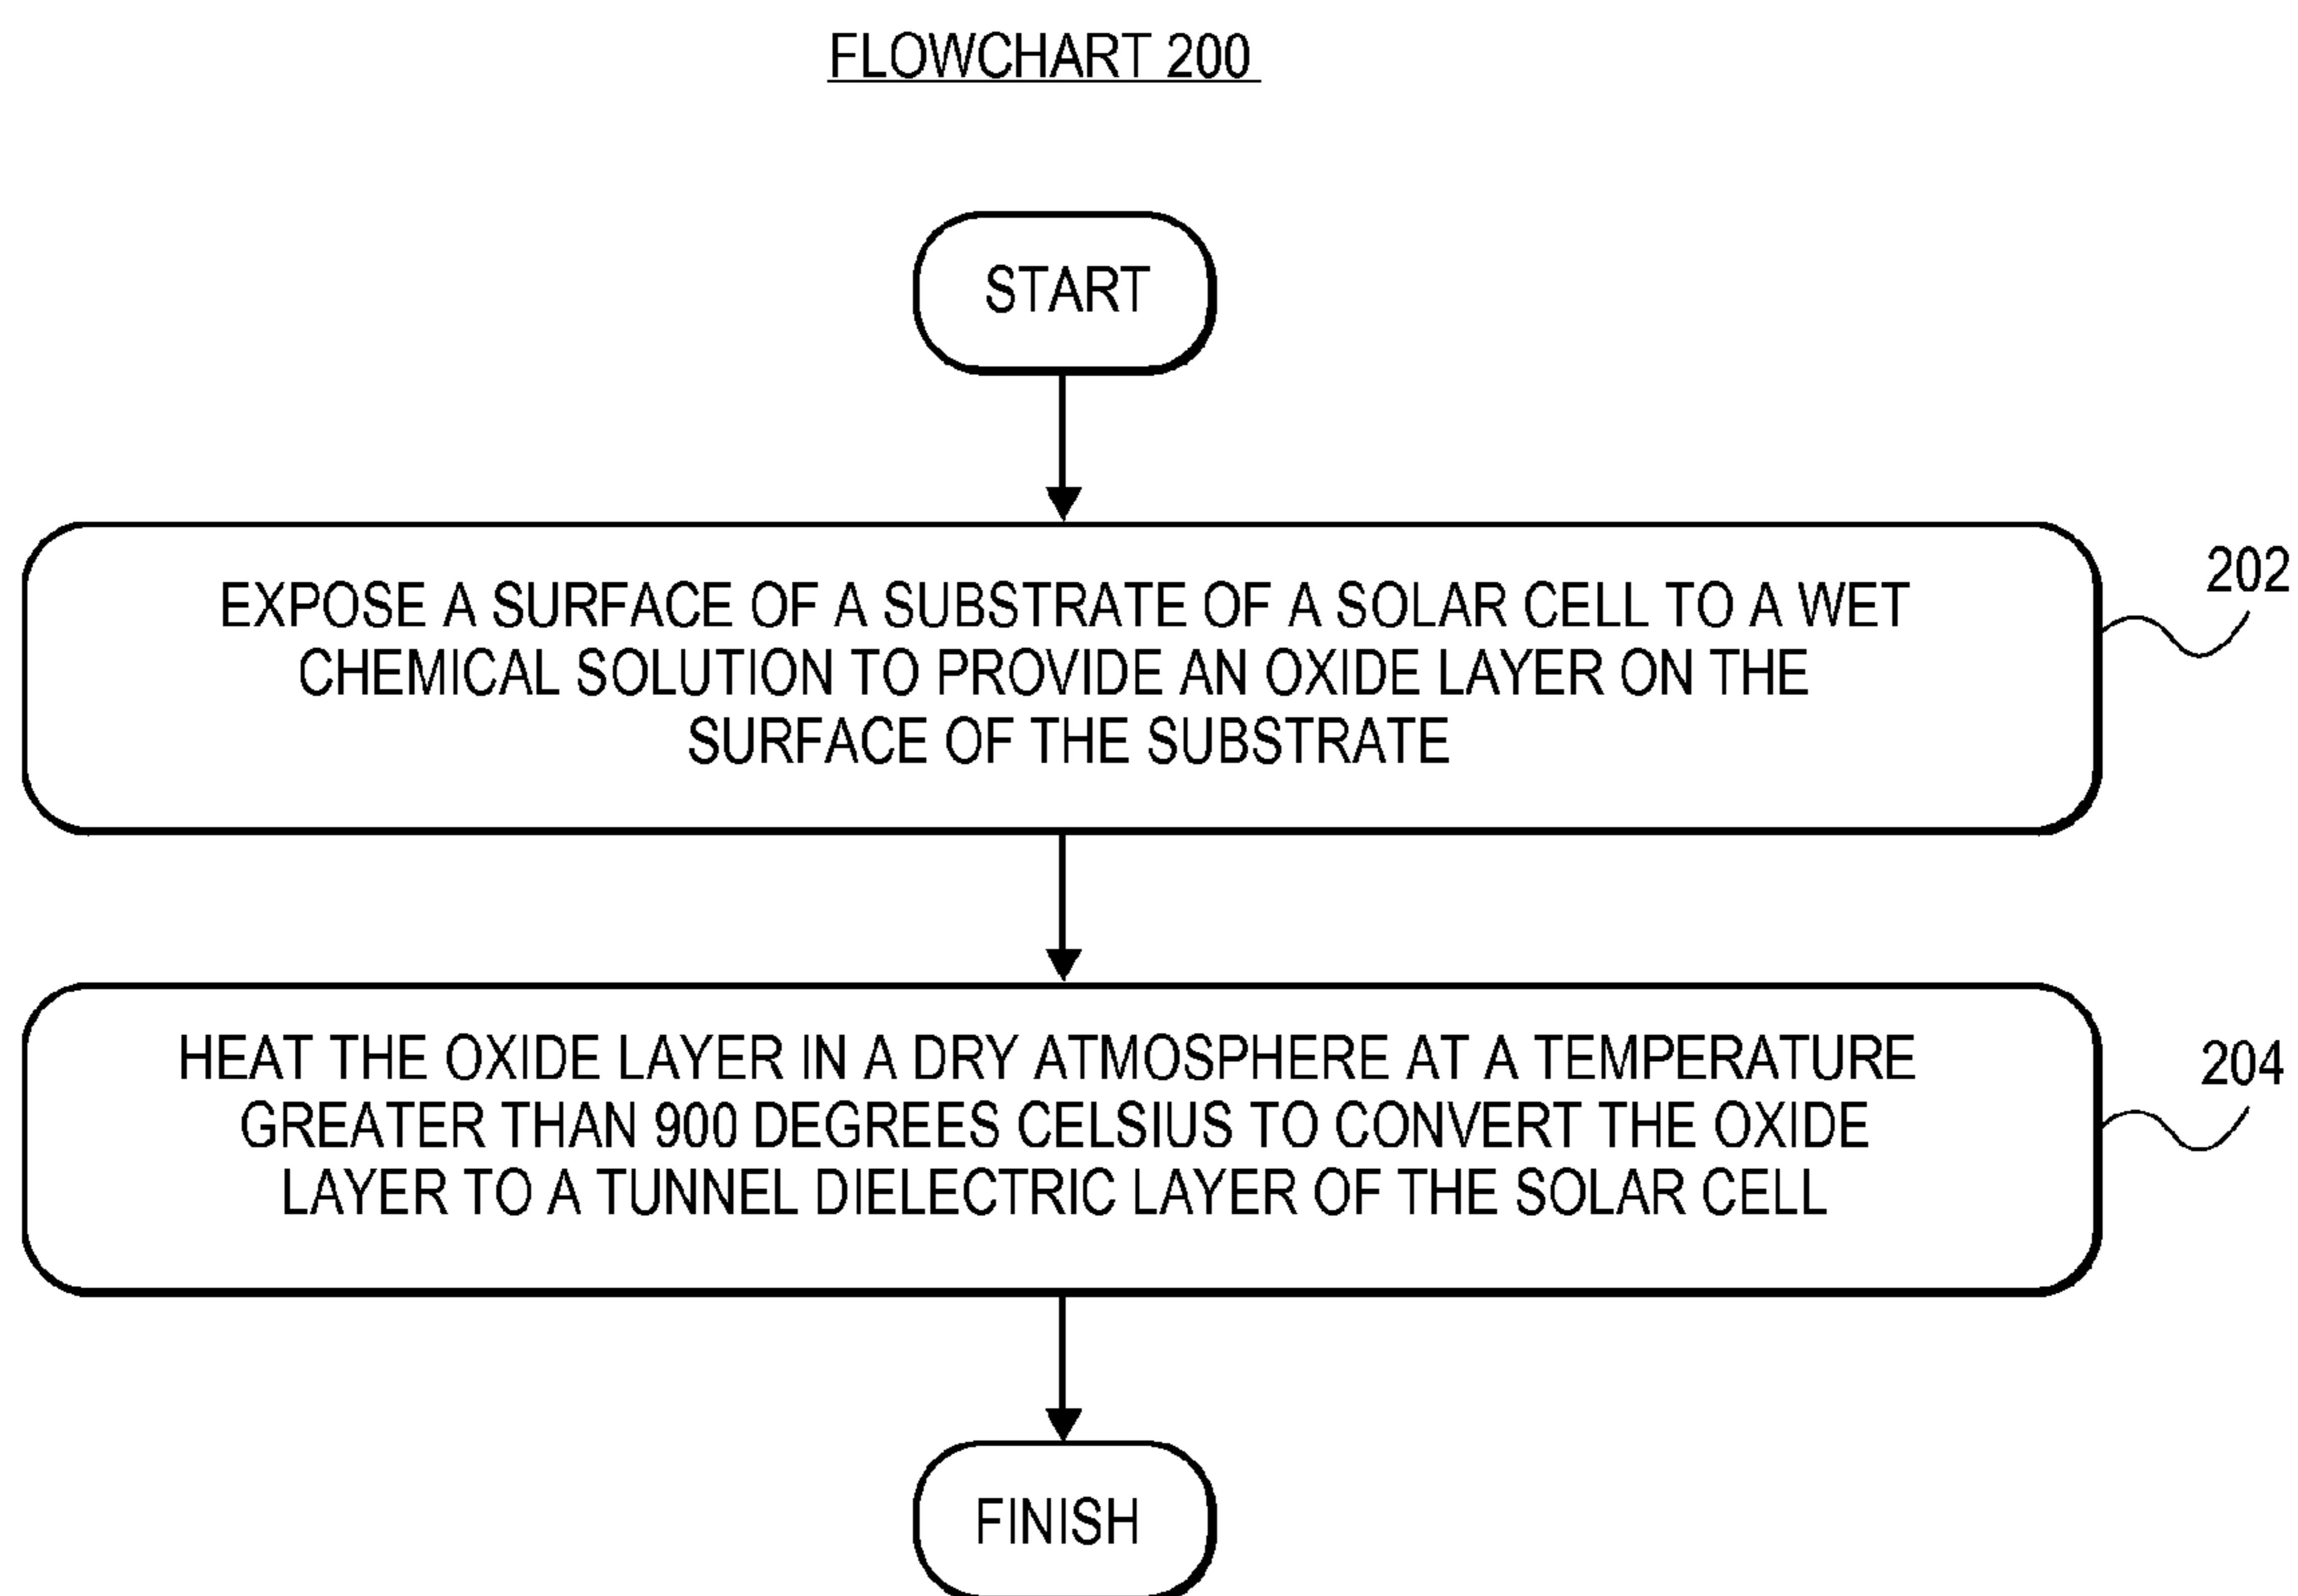 FLOWCHART 200
START
EXPOSE A SURFACE OF A SUBSTRATE OF A SOLAR CELL TO A WET
CHEMICAL SOLUTION TO PROVIDE AN OXIDE LAYER ON THE
SURFACE OF THE SUBSTRATE
202
HEAT THE OXIDE LAYER IN A DRY ATMOSPHERE AT A TEMPERATURE
GREATER THAN 900 DEGREES CELSIUS TO CONVERT THE OXIDE
LAYER TO A TUNNEL DIELECTRIC LAYER OF THE SOLAR CELL
204
FINISH